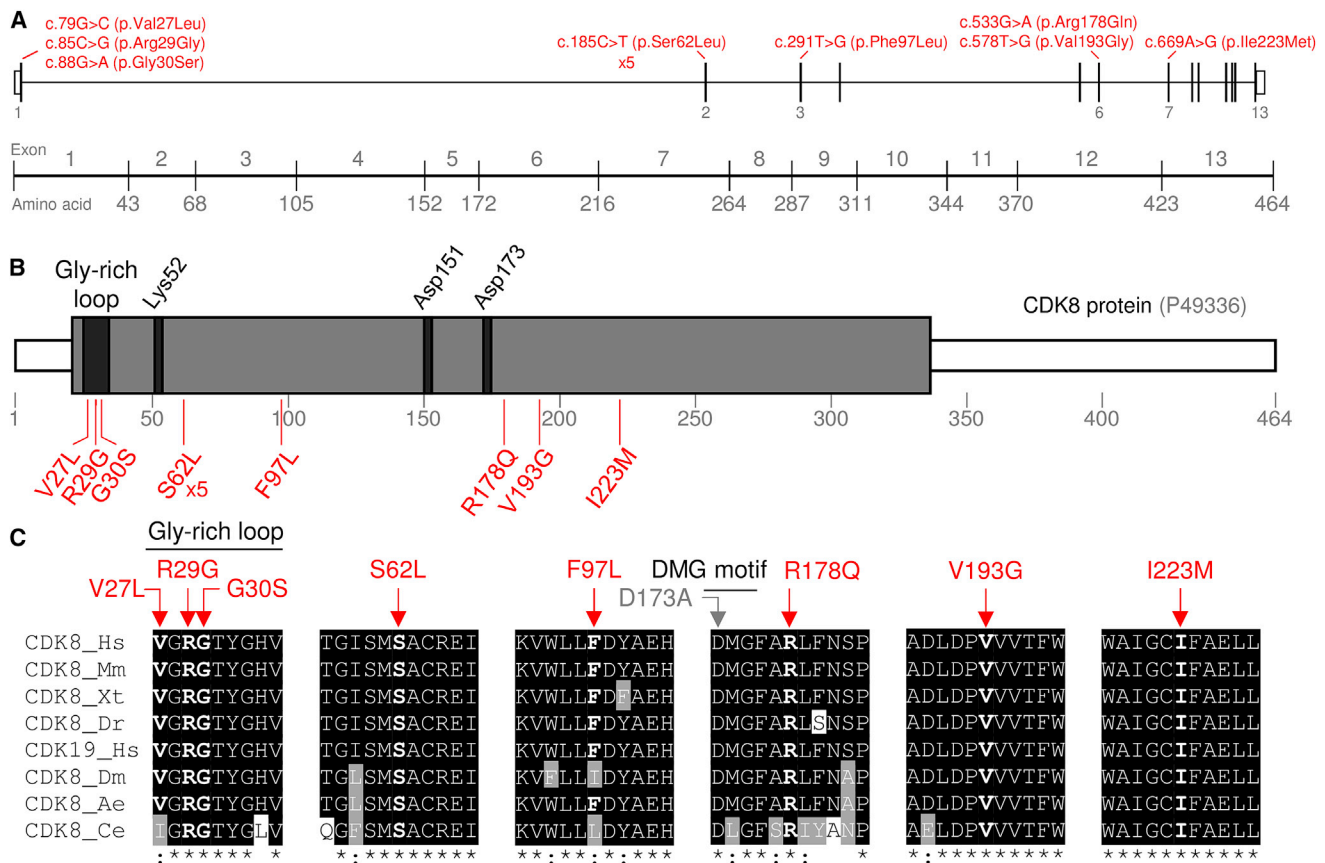 A
c.79G>C (p.Val27Leu)
c.85C>G (p.Arg29Gly)
c.88G>A (p.Gly30Ser)
c.185C>T (p.Ser62Leu)
x5
c.291T>G (p.Phe97Leu)
c.533G>A (p.Arg178Gln)
c.578T>G (p.Val193Gly)
c.669A>G (p.Ile223Met)
1 2 3 6 7 13
Exon
1 2 3 4 5 6 7 8 9 10 11 12 13
Amino acid 43 68 105 152 172 216 264 287 311 344 370 423 464
B
Gly-rich
loop
Lys52
Asp151
Asp173
CDK8 protein (P49336)
1 50 100 150 200 250 300 350 400 464
V27L
R29G
G30S
S62L
x5
F97L
R178Q
V193G
I223M
C
Gly-rich loop
V27L R29G G30S S62L F97L DMG motif D173A R178Q V193G I223M
CDK8_Hs VGRGTYGHV TGISMSACREI KVWLLFDYAEH DMGFARLFNSP ADLDPVVVTFW WAIGCIFAELL
CDK8_Mm VGRGTYGHV TGISMSACREI KVWLLFDYAEH DMGFARLFNSP ADLDPVVVTFW WAIGCIFAELL
CDK8_Xt VGRGTYGHV TGISMSACREI KVWLLFDFAEH DMGFARLFNSP ADLDPVVVTFW WAIGCIFAELL
CDK8_Dr VGRGTYGHV TGISMSACREI KVWLLFDYAEH DMGFARLSNSP ADLDPVVVTFW WAIGCIFAELL
CDK19_Hs VGRGTYGHV TGISMSACREI KVWLLFDYAEH DMGFARLFNSP ADLDPVVVTFW WAIGCIFAELL
CDK8_Dm VGRGTYGHV TGLSMSACREI KVFLLIDYAEH DMGFARLFNAP ADLDPVVVTFW WAIGCIFAELL
CDK8_Ae VGRGTYGHV TGLSMSACREI KVWLLFDYAEH DMGFARLFNAP ADLDPVVVTFW WAIGCIFAELL
CDK8_Ce IGRGTYGLV QGFSMSACREI KVWLLLDYAEH DLGFSRIYANP AELDPVVVTFW WAIGCIFAELL
:****** * *:******** **:**:*:*** *:**:*:: * *:********* ***********